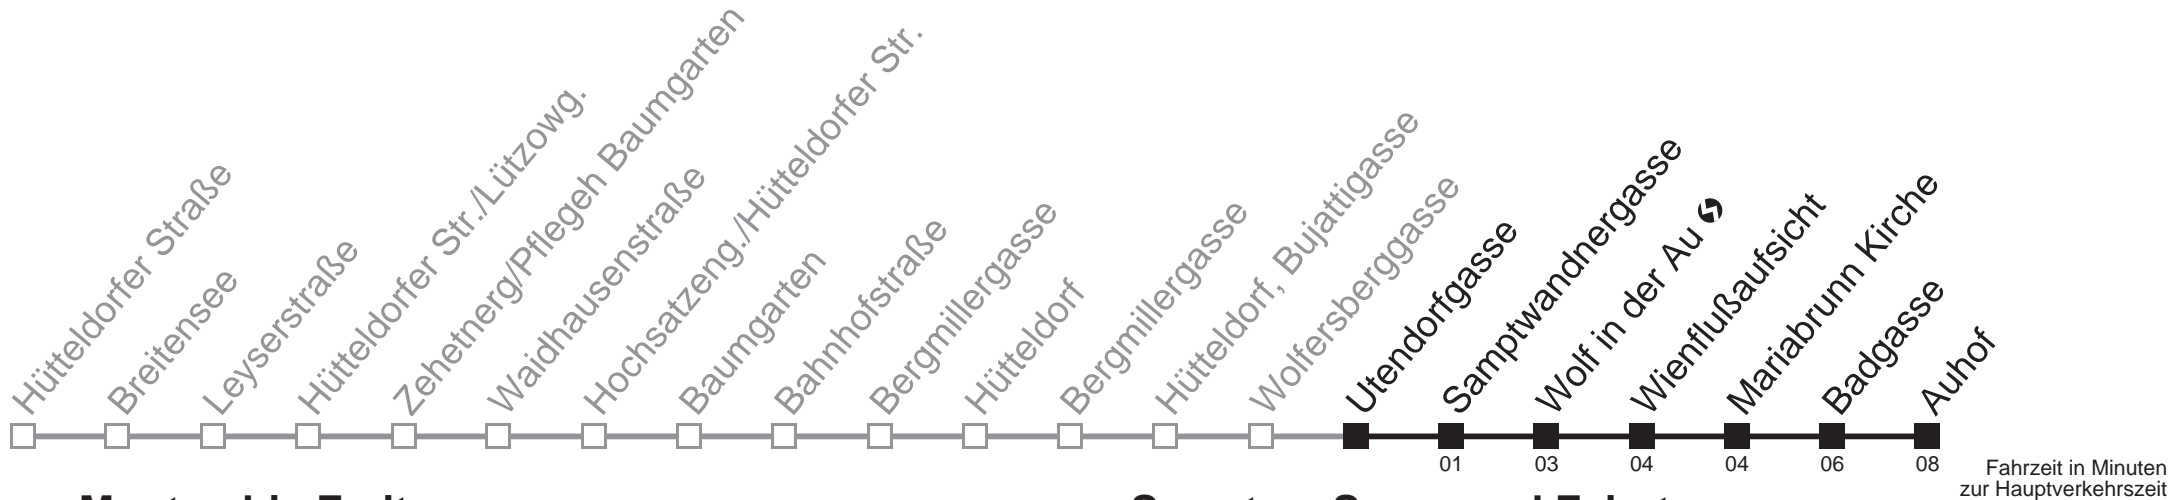 Hütteldorfer Straße
Breitensee
Leyserstraße
Hütteldorfer Str./Lützowg.
Zehetnerg/Pflegeh Baumgarten
Waidhausenstraße
Hochsatzeng./Hütteldorfer Str.
Baumgarten
Bahnhofstraße
Bergmillergasse
Hütteldorf
Bergmillergasse
Hütteldorf, Bujattigasse
Wolfersberggasse
Utendorfgasse
Samptwandnergasse
Wolf in der Au
Wienflußaufsicht
Mariabrunn Kirche
Badgasse
Auhof
01 03 04 04 06 08
Fahrzeit in Minuten
zur Hauptverkehrszeit